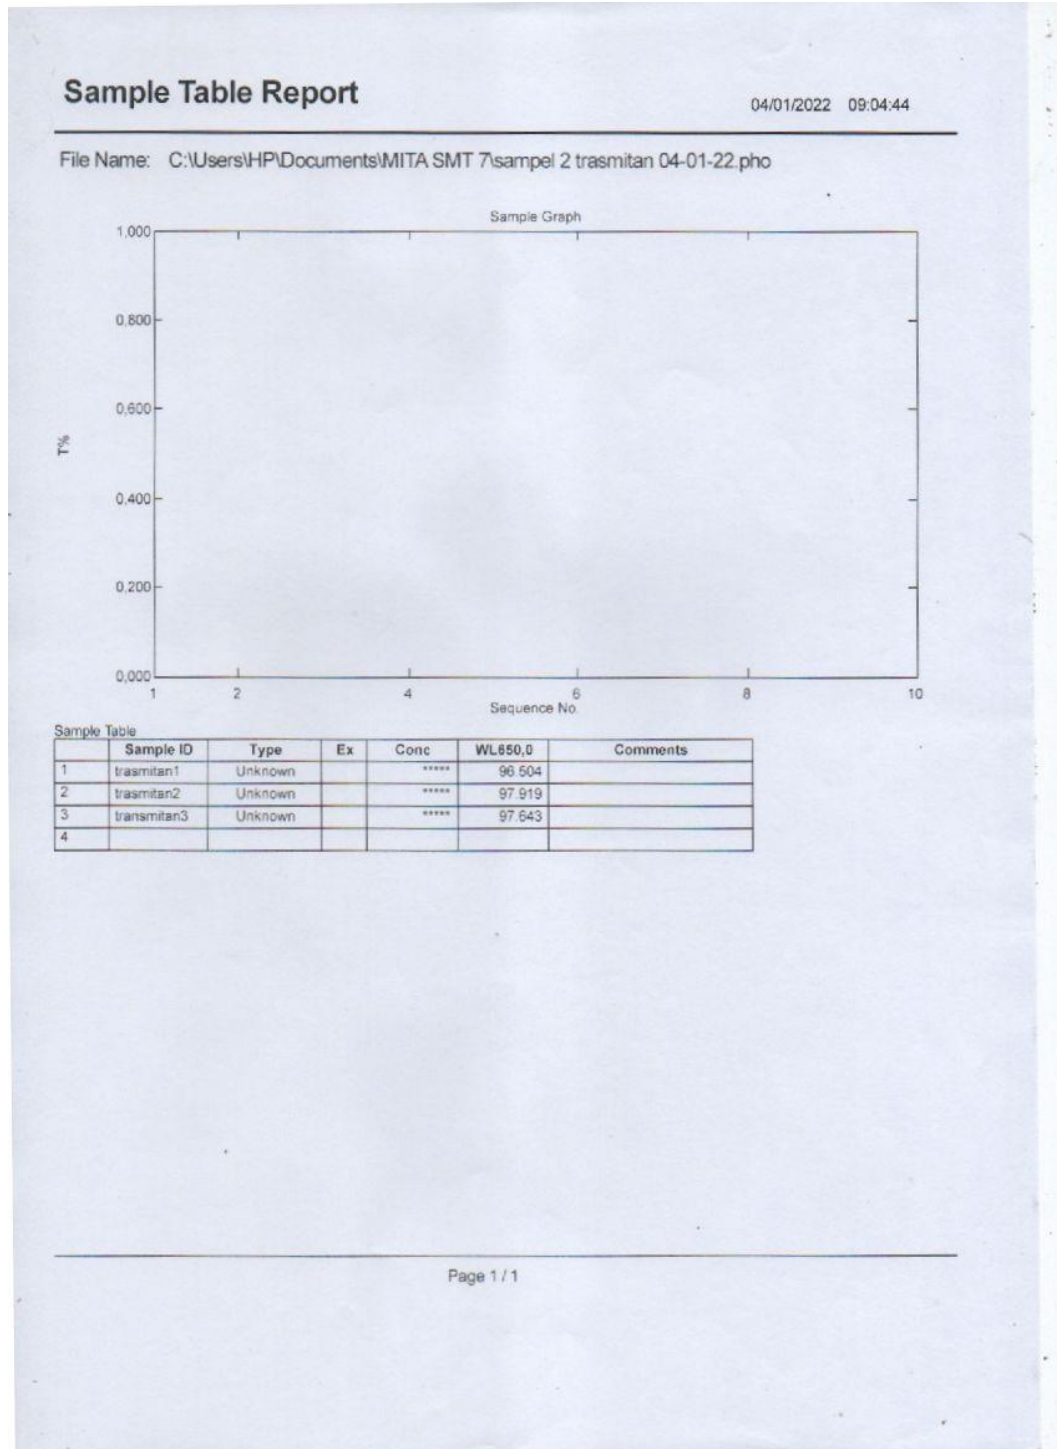 Sample Table Report
04/01/2022 09:04:44
File Name: C:\Users\HP\Documents\MITA SMT 7\sampel 2 trasmitan 04-01-22.pho
Sample Graph
1,000
0,800
0,600
T%
0,400
0,200
0,000
1 2 4 6 8 10
Sequence No.
Sample Table
Sample ID Type Ex Conc WL650,0 Comments
1 trasmitan1 Unknown ***** 96.504
2 trasmitan2 Unknown ***** 97.919
3 transmitan3 Unknown ***** 97.643
4
Page 1 / 1